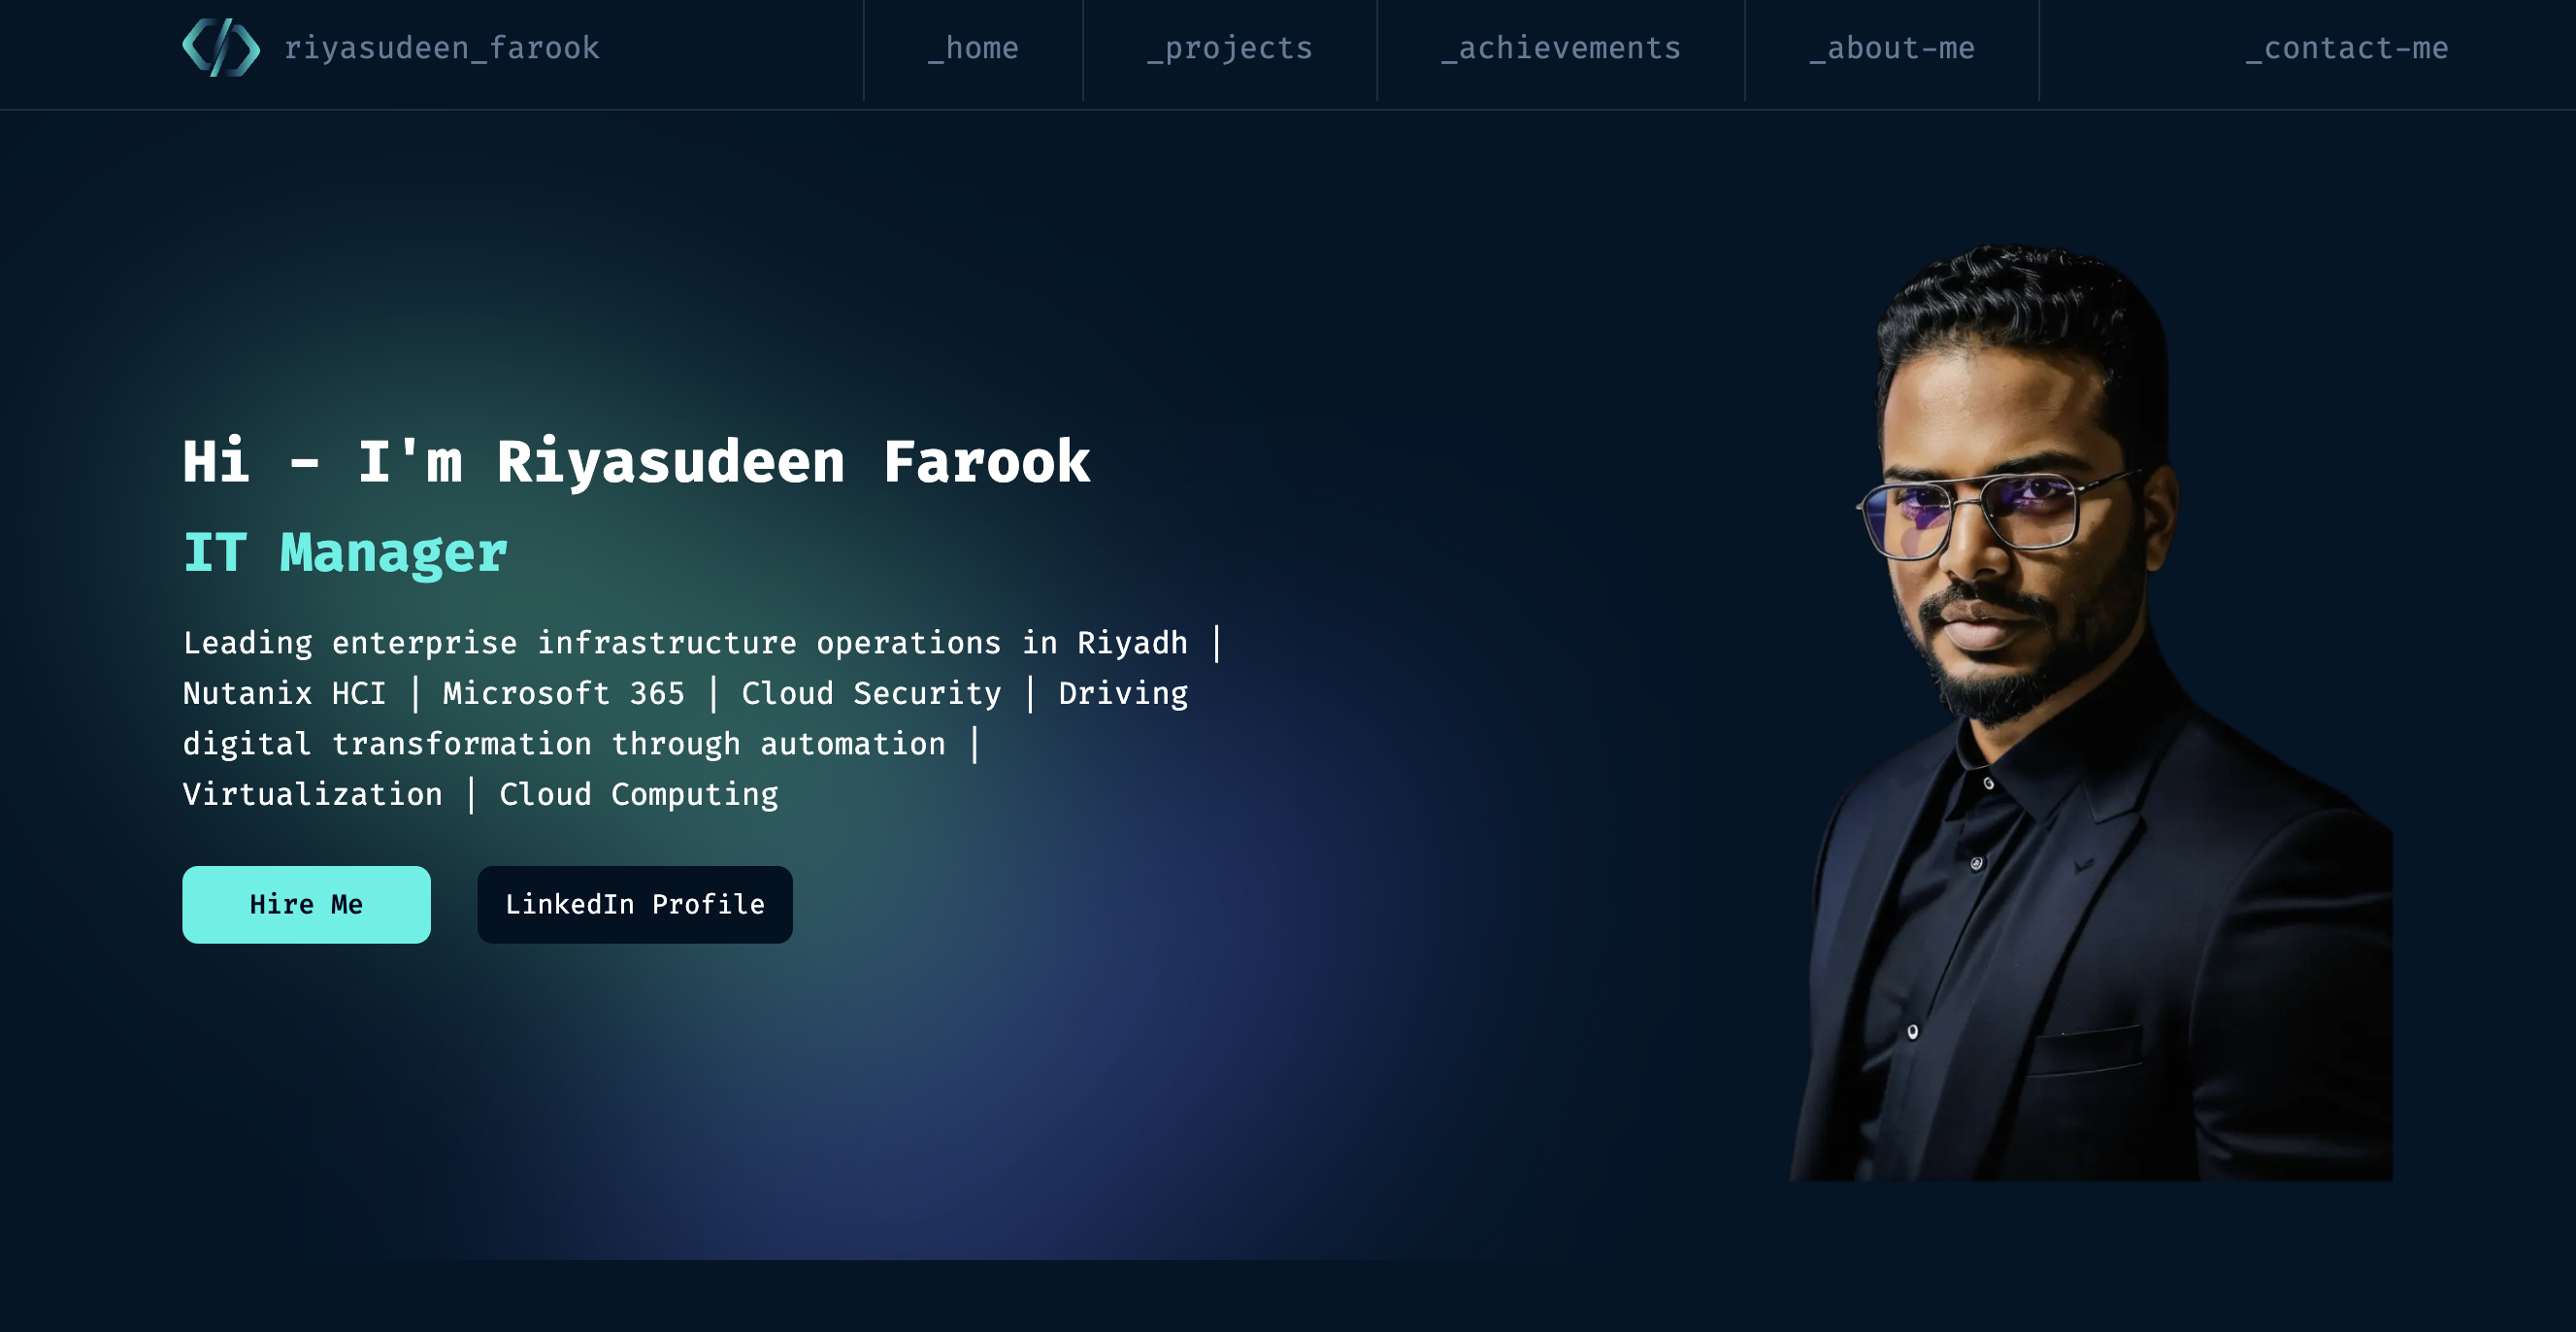 riyasudeen_farook
_home
_projects
_achievements
_about-me
_contact-me
Hi - I'm Riyasudeen Farook
IT Manager
Leading enterprise infrastructure operations in Riyadh |
Nutanix HCI | Microsoft 365 | Cloud Security | Driving
digital transformation through automation |
Virtualization | Cloud Computing
Hire Me
LinkedIn Profile